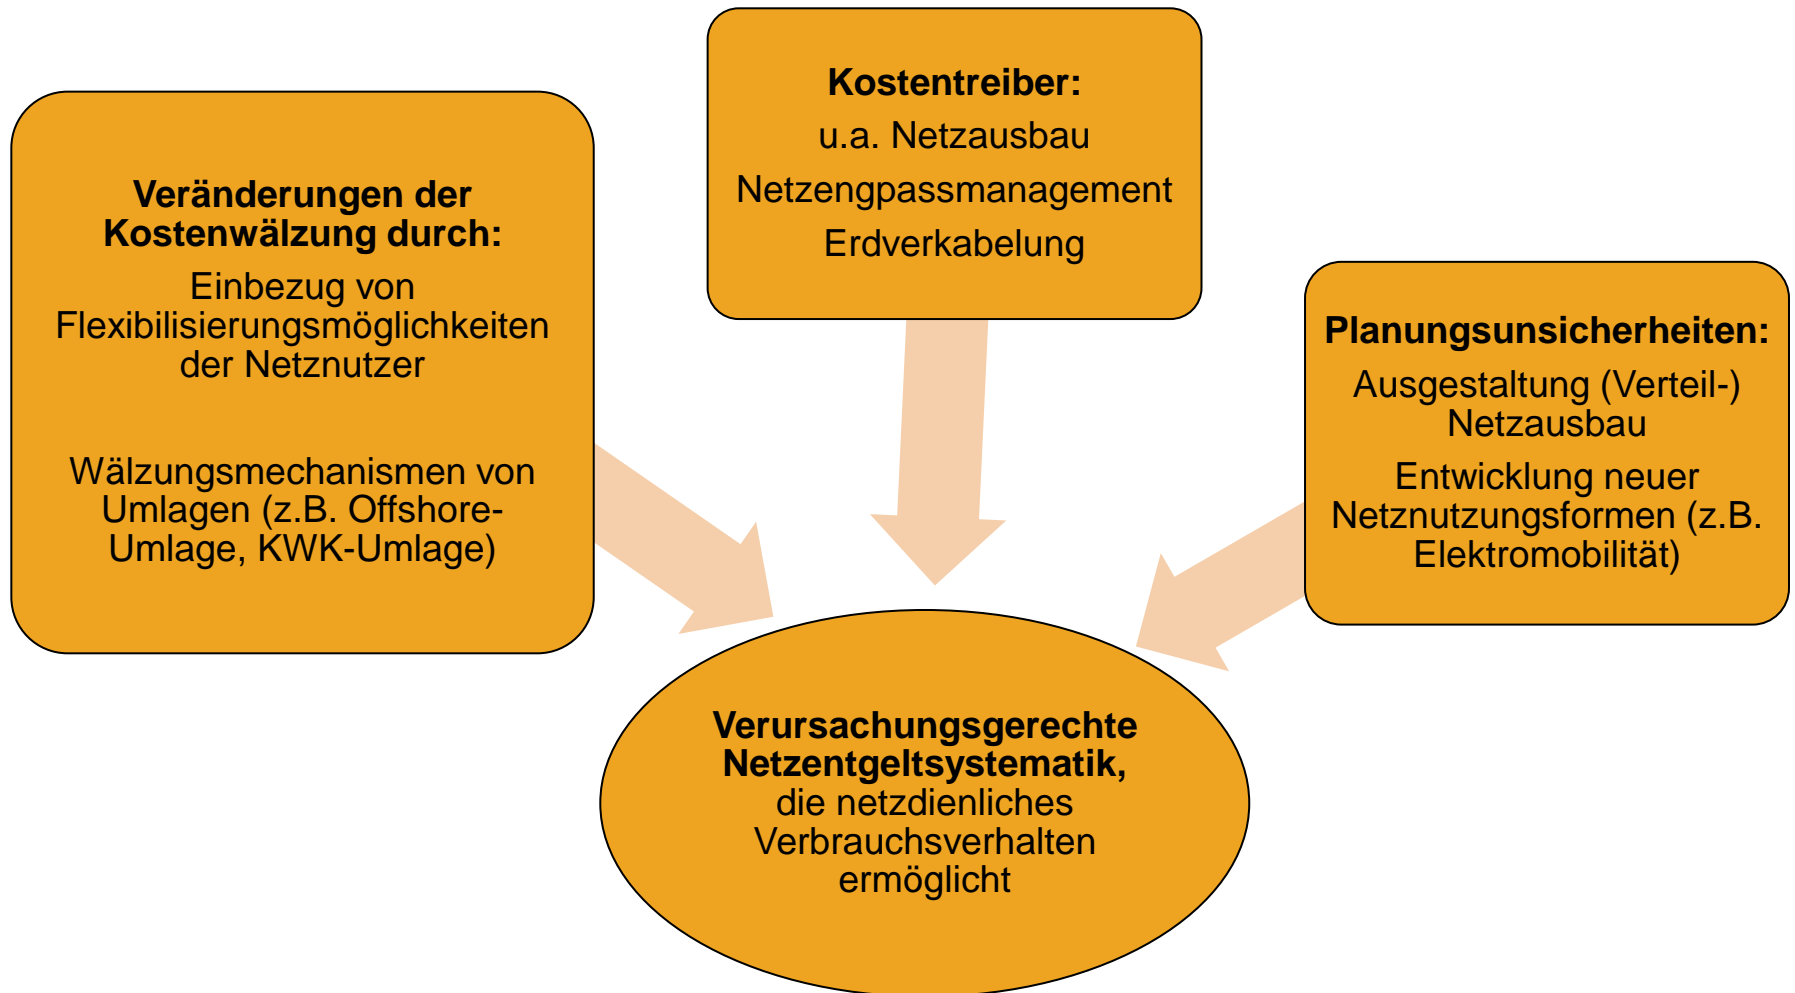 Veränderungen der
Kostenwälzung durch:
Einbezug von
Flexibilisierungsmöglichkeiten
der Netznutzer
Wälzungsmechanismen von
Umlagen (z.B. Offshore-
Umlage, KWK-Umlage)
Kostentreiber:
u.a. Netzausbau
Netzengpassmanagement
Erdverkabelung
Planungsunsicherheiten:
Ausgestaltung (Verteil-)
Netzausbau
Entwicklung neuer
Netznutzungsformen (z.B.
Elektromobilität)
Verursachungsgerechte
Netzentgeltsystematik,
die netzdienliches
Verbrauchsverhalten
ermöglicht